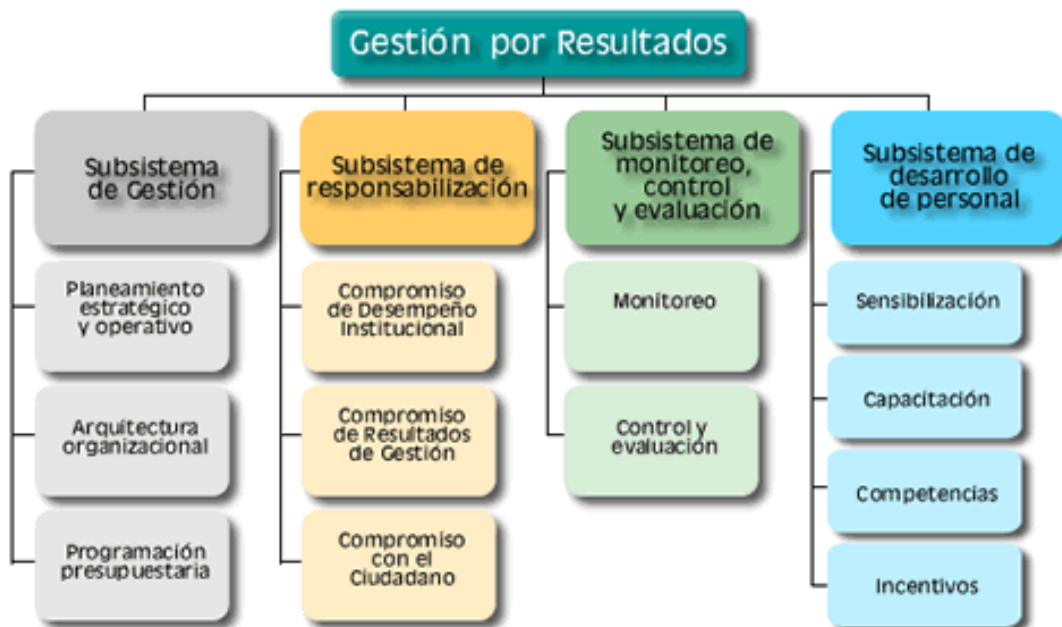 Gestión por Resultados
Subsistema
de Gestión
Planeamiento
estratégico
y operativo
Arquitectura
organizacional
Programación
presupuestaria
Subsistema de
responsabilización
Compromiso
de Desempeño
Institucional
Compromiso
de Resultados
de Gestión
Compromiso
con el
Ciudadano
Subsistema de
monitoreo,
control
y evaluación
Monitoreo
Control y
evaluación
Subsistema de
desarrollo
de personal
Sensibilización
Capacitación
Competencias
Incentivos